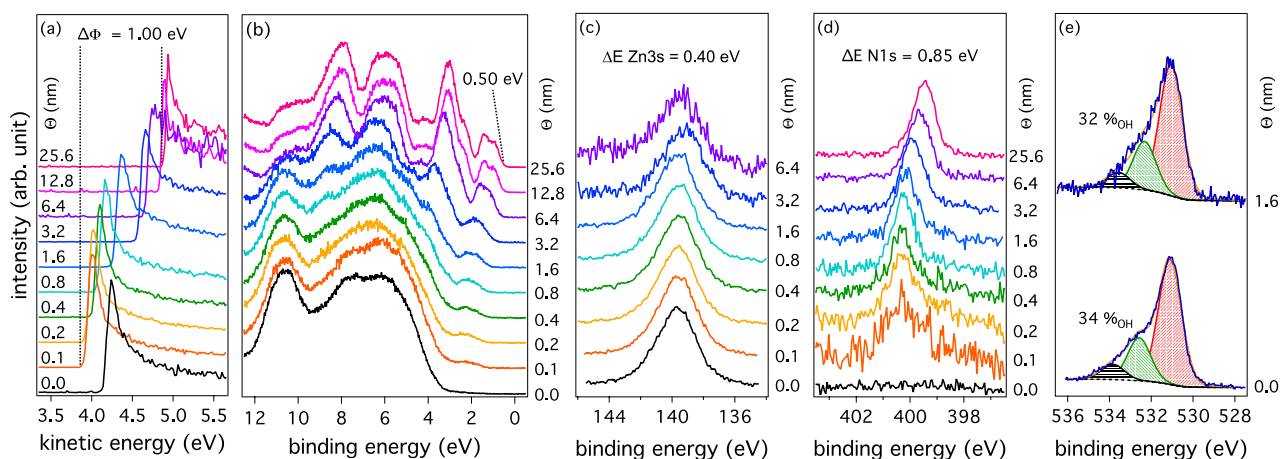 (a)
ΔΦ = 1.00 eV
Θ (nm)
25.6
12.8
6.4
3.2
1.6
0.8
0.4
0.2
0.1
0.0
intensity (arb. unit)
3.5 4.0 4.5 5.0 5.5
kinetic energy (eV)
(b)
0.50 eV
Θ (nm)
25.6
12.8
6.4
3.2
1.6
0.8
0.4
0.2
0.1
0.0
12 10 8 6 4 2 0
binding energy (eV)
(c)
ΔE Zn3s = 0.40 eV
Θ (nm)
6.4
3.2
1.6
0.8
0.4
0.2
0.1
0.0
146 142 138 134
binding energy (eV)
(d)
ΔE N1s = 0.85 eV
Θ (nm)
25.6
6.4
3.2
1.6
0.8
0.4
0.2
0.1
0.0
402 400 398
binding energy (eV)
(e)
32 %OH
34 %OH
Θ (nm)
1.6
0.0
536 534 532 530 528
binding energy (eV)